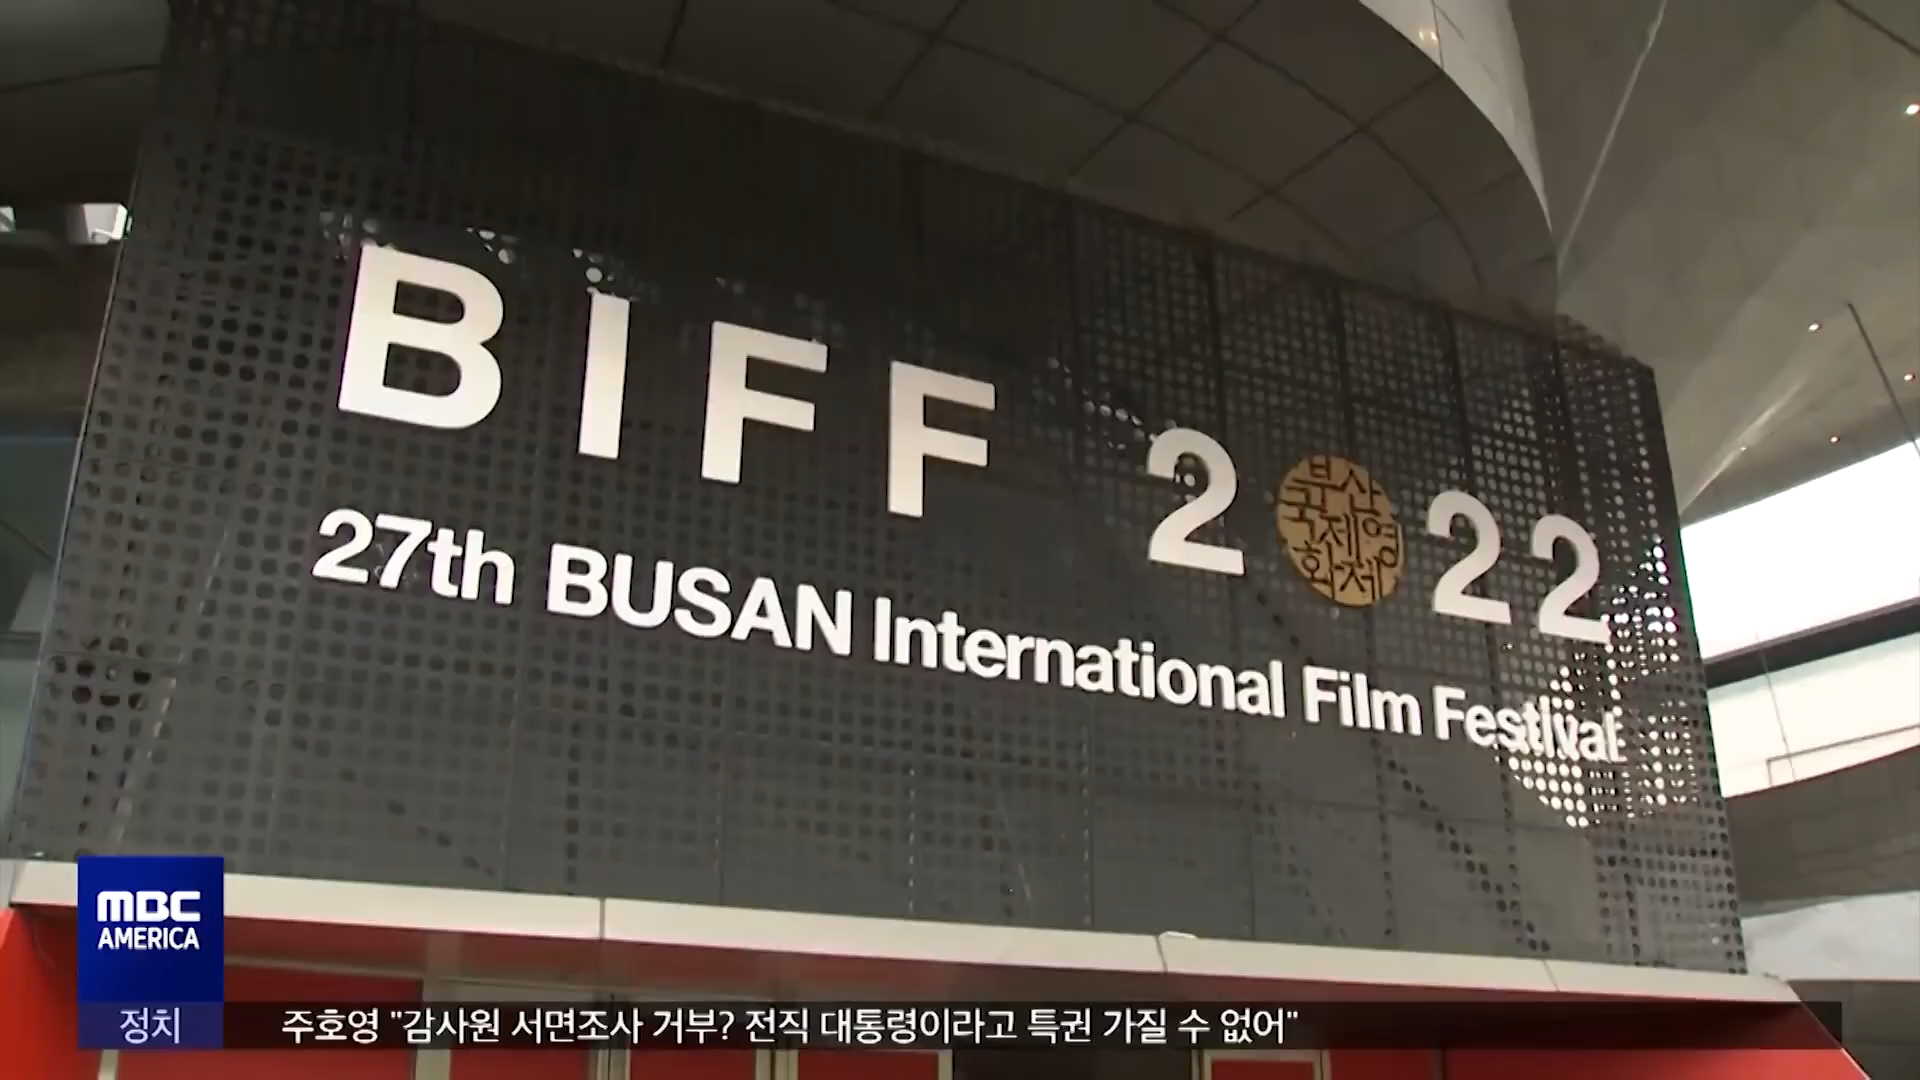 BIFF 2022
부산
국제영
화제
27th BUSAN International Film Festival
MBC
AMERICA
정치
주호영 "감사원 서면조사 거부? 전직 대통령이라고 특권 가질 수 없어"